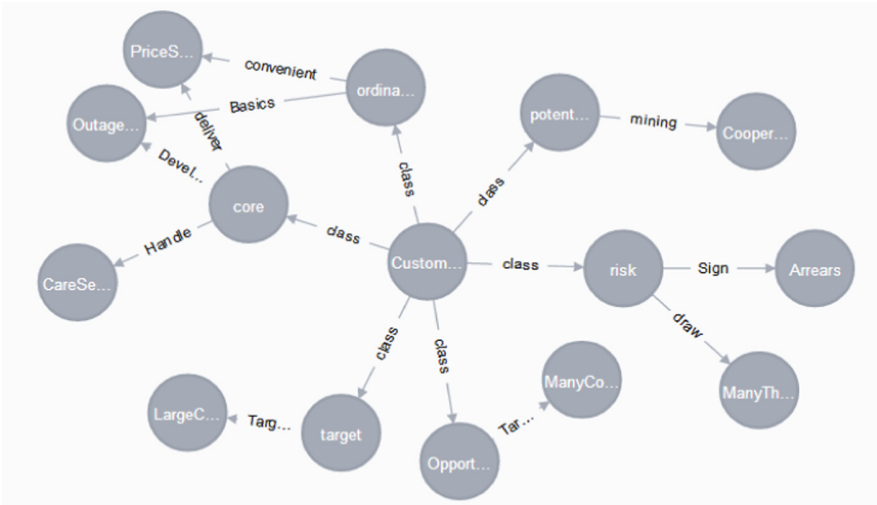 PriceS...
convenient
ordina...
Basics
Outage...
deliver
Devel...
potent...
mining
Cooper...
class
class
core
class
Handle
Custom...
class
risk
Sign
Arrears
CareSe...
draw
class
class
ManyCo...
ManyTh...
LargeC...
Targ...
target
Tar...
Opport...